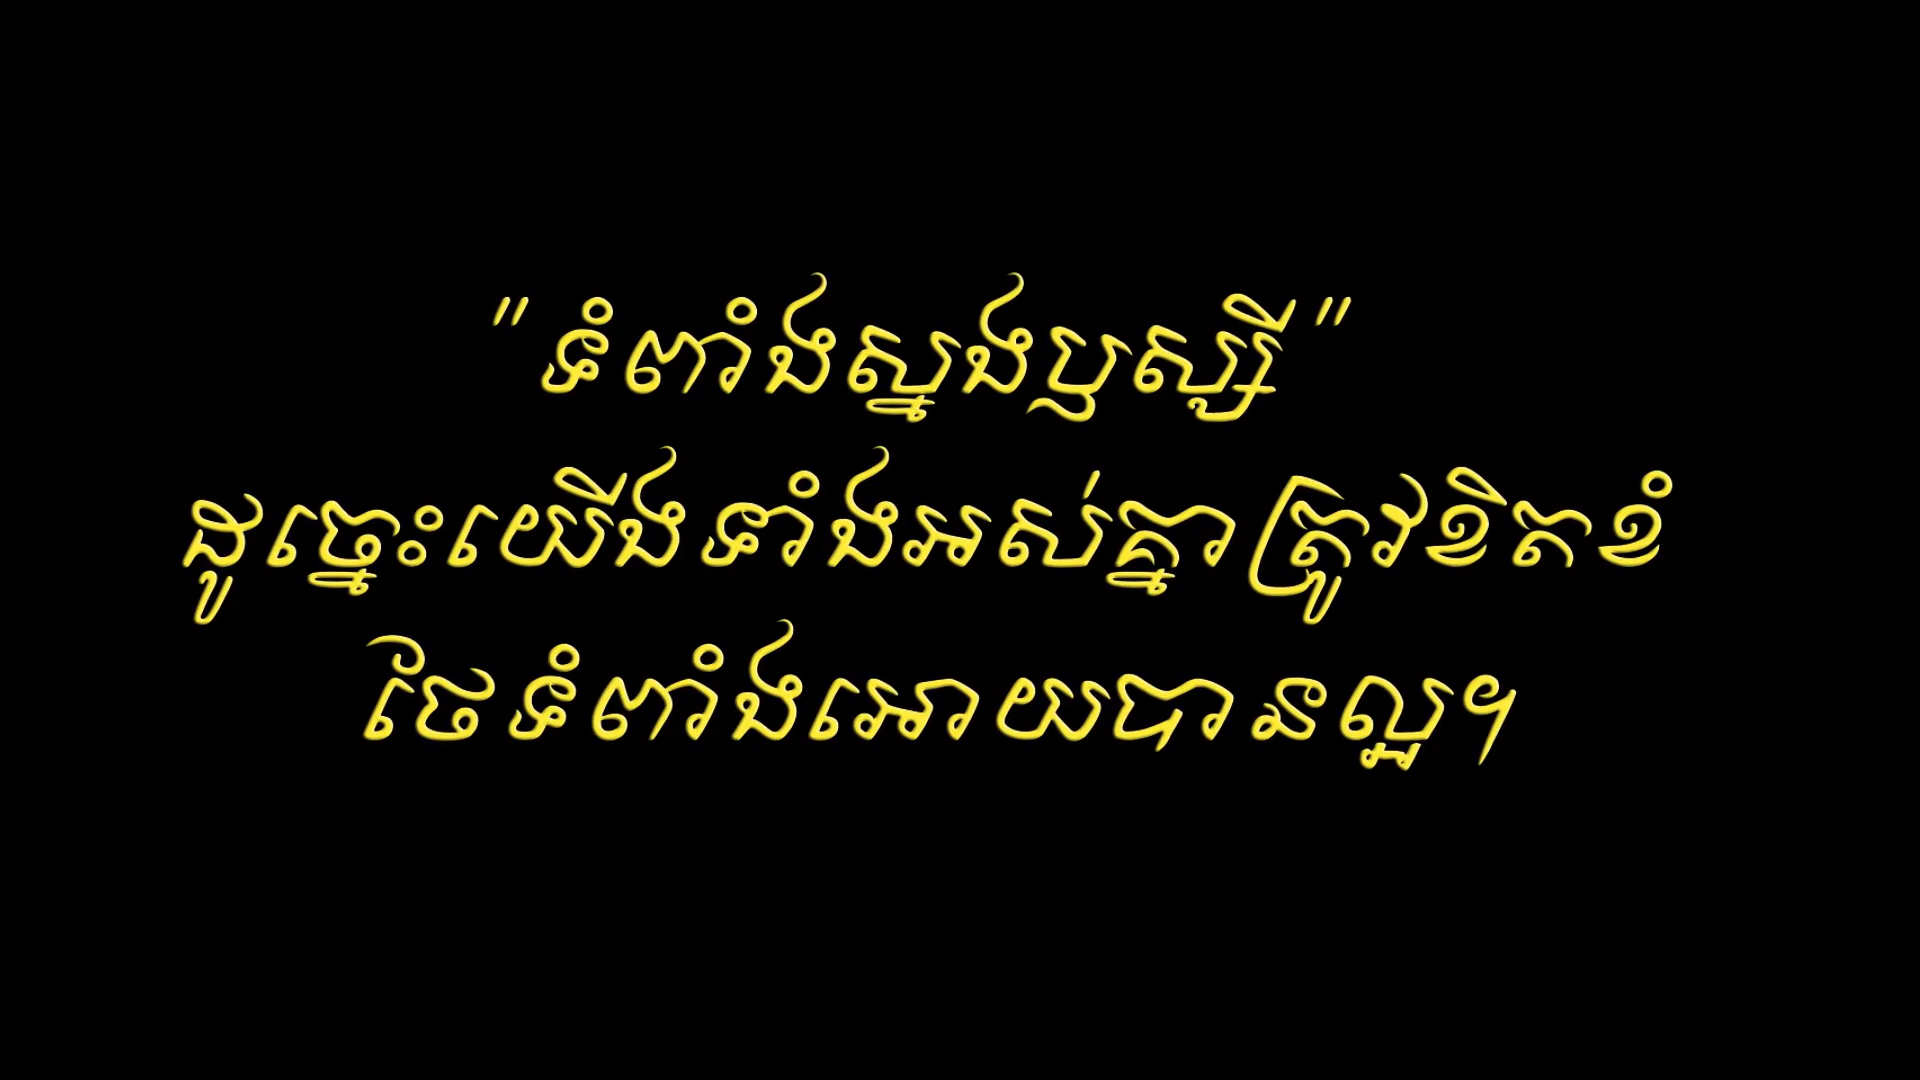 "ទំពាំងស្នងឫស្សី"
ដូច្នេះយើងទាំងអស់គ្នាត្រូវខិតខំ
ថែទំពាំងអោយបានល្អ។